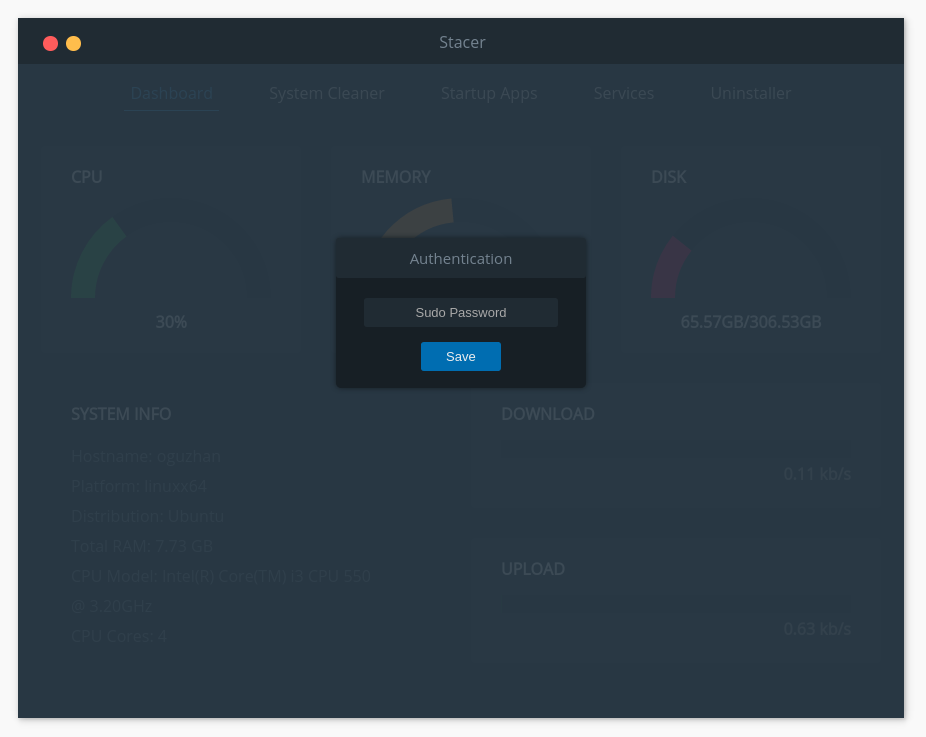 Stacer
Dashboard System Cleaner Startup Apps Services Uninstaller
CPU
MEMORY
DISK
30%
65.57GB/306.53GB
Authentication
Sudo Password
Save
SYSTEM INFO
Hostname: oguzhan
Platform: linuxx64
Distribution: Ubuntu
Total RAM: 7.73 GB
CPU Model: Intel(R) Core(TM) i3 CPU 550
@ 3.20GHz
CPU Cores: 4
DOWNLOAD
0.11 kb/s
UPLOAD
0.63 kb/s